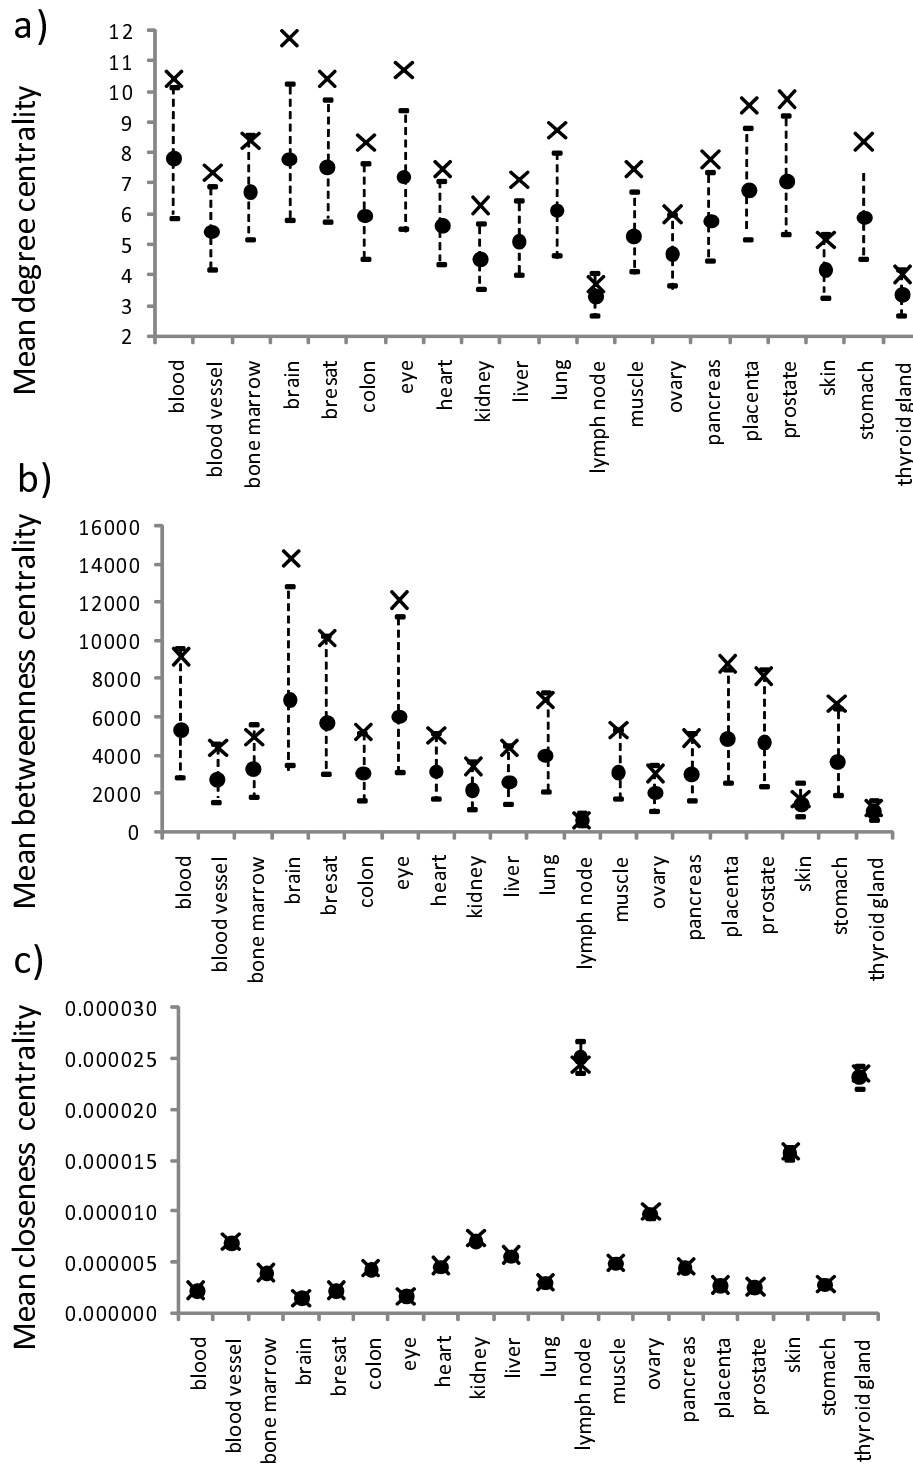 a)
Mean degree centrality
12
11
10
9
8
7
6
5
4
3
2
blood
blood vessel
bone marrow
brain
bresat
colon
eye
heart
kidney
liver
lung
lymph node
muscle
ovary
pancreas
placenta
prostate
skin
stomach
thyroid gland
b)
Mean betweenness centrality
16000
14000
12000
10000
8000
6000
4000
2000
0
blood
blood vessel
bone marrow
brain
bresat
colon
eye
heart
kidney
liver
lung
lymph node
muscle
ovary
pancreas
placenta
prostate
skin
stomach
thyroid gland
c)
Mean closeness centrality
0.000030
0.000025
0.000020
0.000015
0.000010
0.000005
0.000000
blood
blood vessel
bone marrow
brain
bresat
colon
eye
heart
kidney
liver
lung
lymph node
muscle
ovary
pancreas
placenta
prostate
skin
stomach
thyroid gland